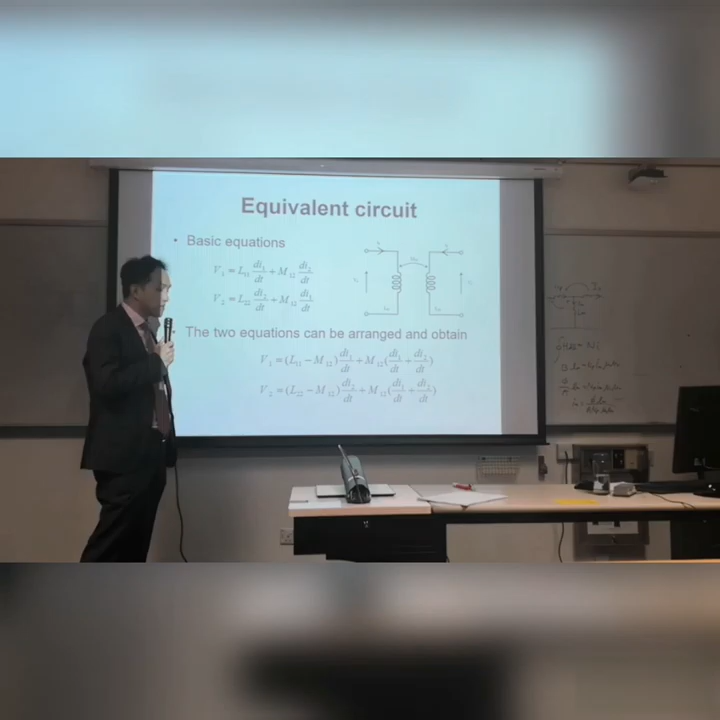 Equivalent circuit
• Basic equations
V₁ = L₁₁ di₁/dt + M₁₂ di₂/dt
V₂ = L₂₂ di₂/dt + M₁₂ di₁/dt
• The two equations can be arranged and obtain
V₁ = (L₁₁ − M₁₂) di₁/dt + M₁₂ (di₁/dt + di₂/dt)
V₂ = (L₂₂ − M₁₂) di₂/dt + M₁₂ (di₁/dt + di₂/dt)